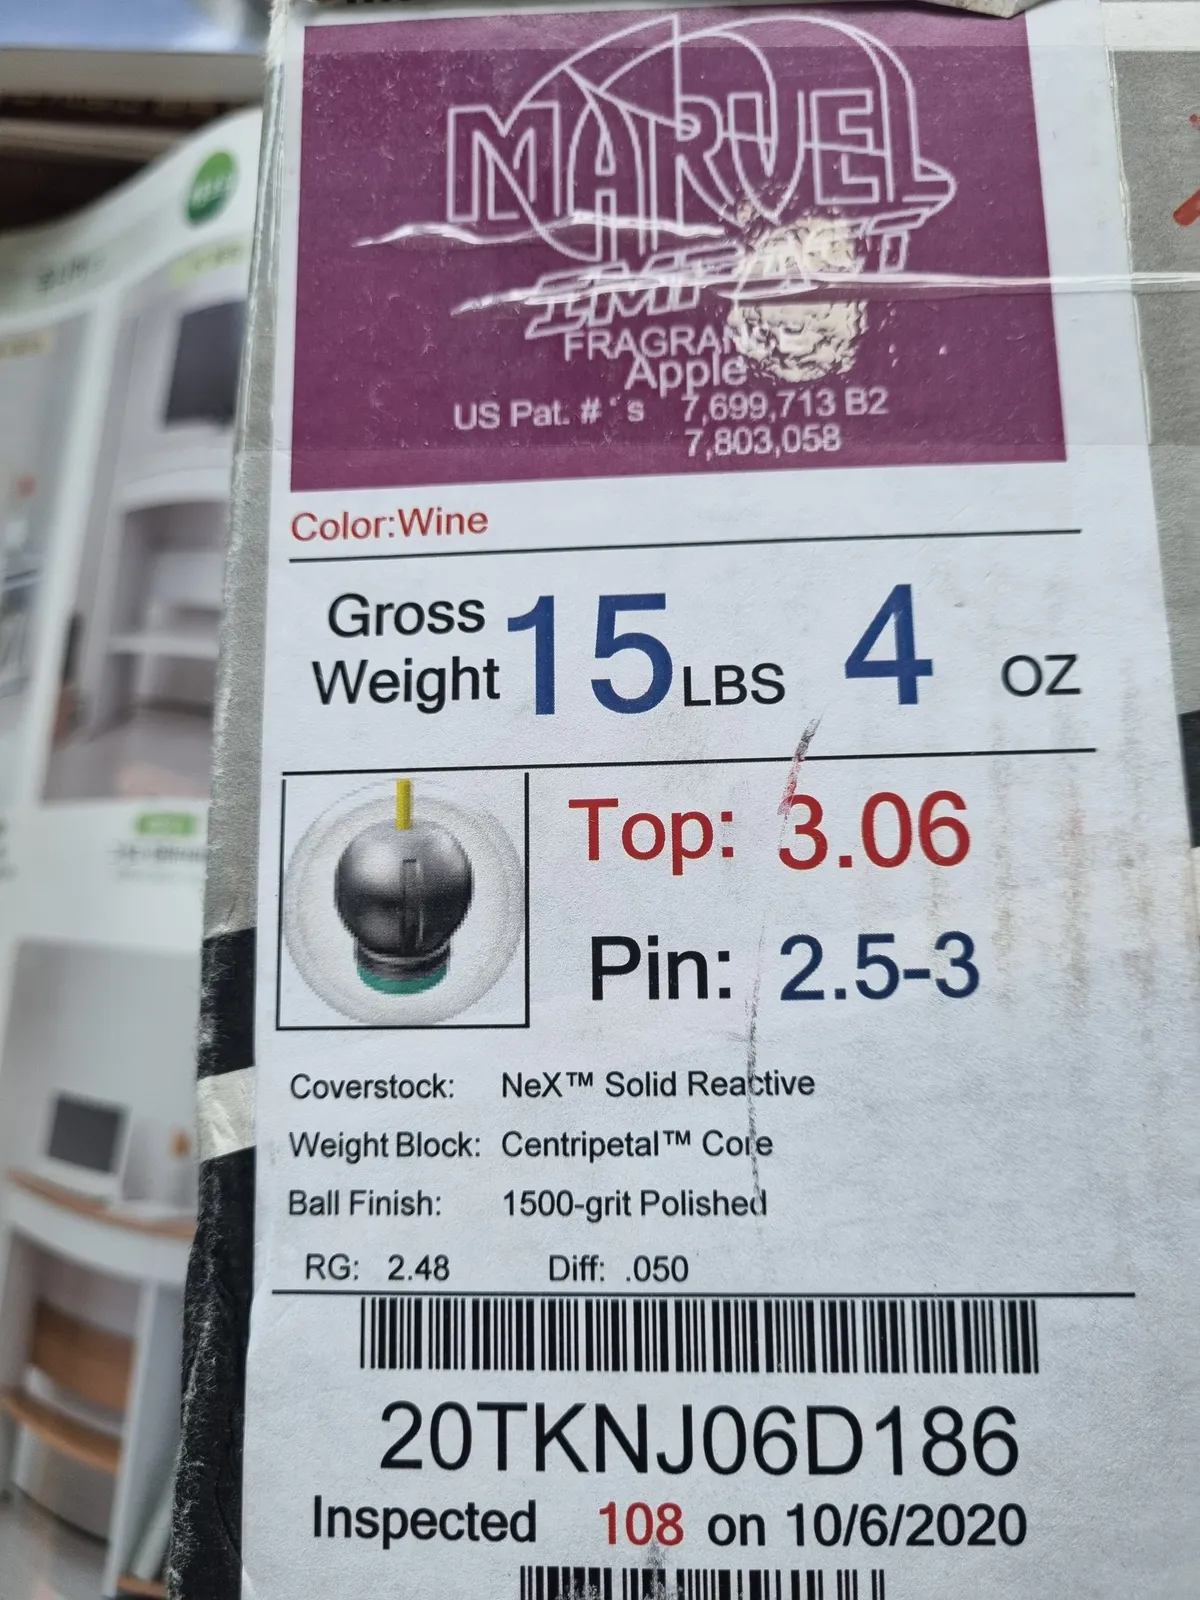 MARVEL
IMPACT
FRAGRANCE
Apple
US Pat. #'s 7,699,713 B2
7,803,058
Color:Wine
Gross
Weight 15 LBS 4 OZ
Top: 3.06
Pin: 2.5-3
Coverstock: NeX™ Solid Reactive
Weight Block: Centripetal™ Core
Ball Finish: 1500-grit Polished
RG: 2.48 Diff: .050
20TKNJ06D186
Inspected 108 on 10/6/2020